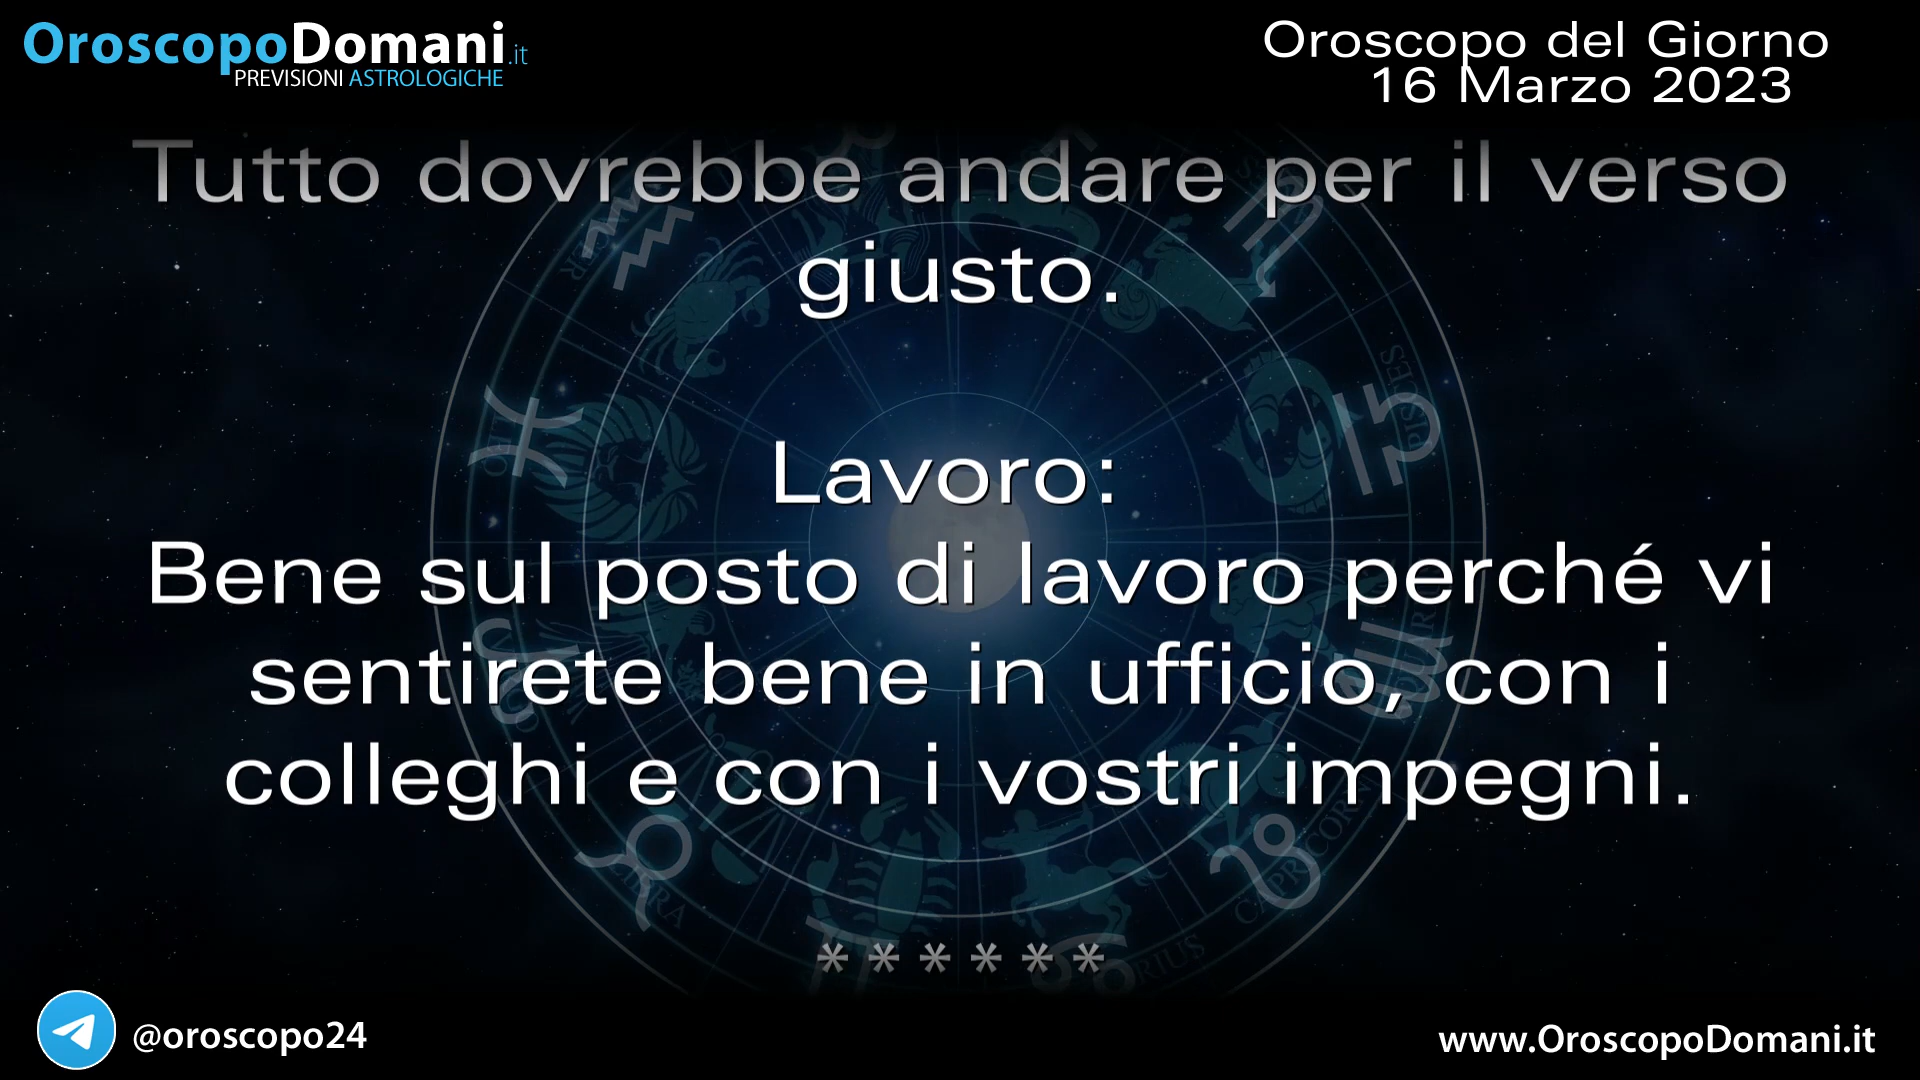 OroscopoDomani.it
PREVISIONI ASTROLOGICHE
Oroscopo del Giorno
16 Marzo 2023
Tutto dovrebbe andare per il verso
giusto.
Lavoro:
Bene sul posto di lavoro perché vi
sentirete bene in ufficio, con i
colleghi e con i vostri impegni.
******
@oroscopo24
www.OroscopoDomani.it